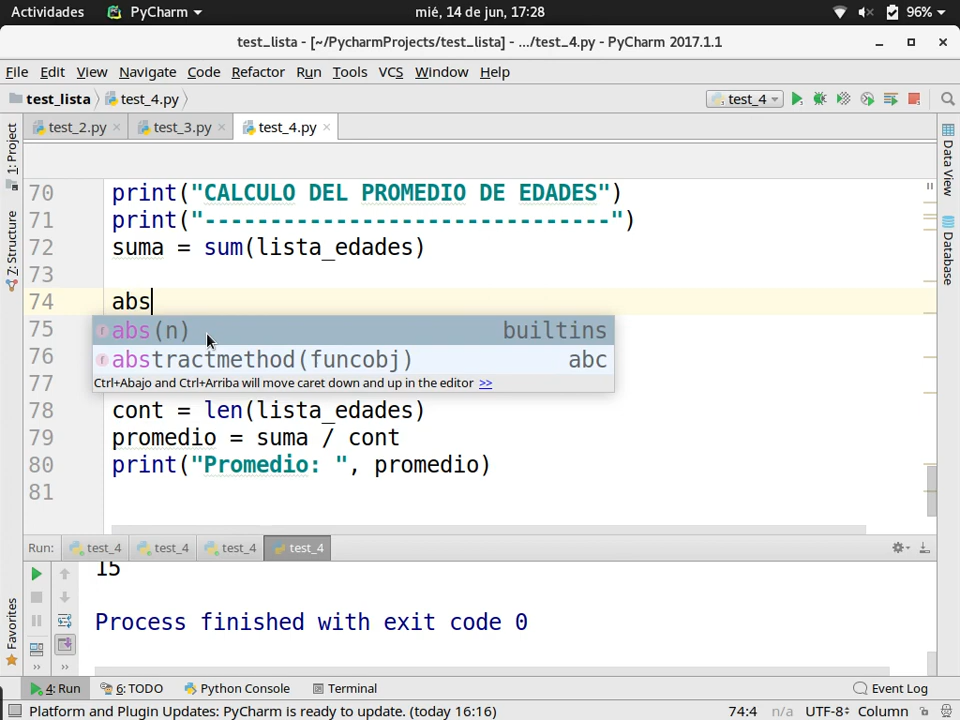 Actividades PyCharm mié, 14 de jun, 17:28 96%
test_lista - [~/PycharmProjects/test_lista] - .../test_4.py - PyCharm 2017.1.1
File Edit View Navigate Code Refactor Run Tools VCS Window Help
test_lista test_4.py test_4
test_2.py test_3.py test_4.py
1: Project
7: Structure
Favorites
Data View
Database
70 print("CALCULO DEL PROMEDIO DE EDADES")
71 print("-------------------------------")
72 suma = sum(lista_edades)
73
74 abs
75 abs(n) builtins
76 abstractmethod(funcobj) abc
77 Ctrl+Abajo and Ctrl+Arriba will move caret down and up in the editor >>
78 cont = len(lista_edades)
79 promedio = suma / cont
80 print("Promedio: ", promedio)
81
Run: test_4 test_4 test_4 test_4
15
Process finished with exit code 0
4: Run 6: TODO Python Console Terminal Event Log
Platform and Plugin Updates: PyCharm is ready to update. (today 16:16) 74:4 n/a UTF-8 Column